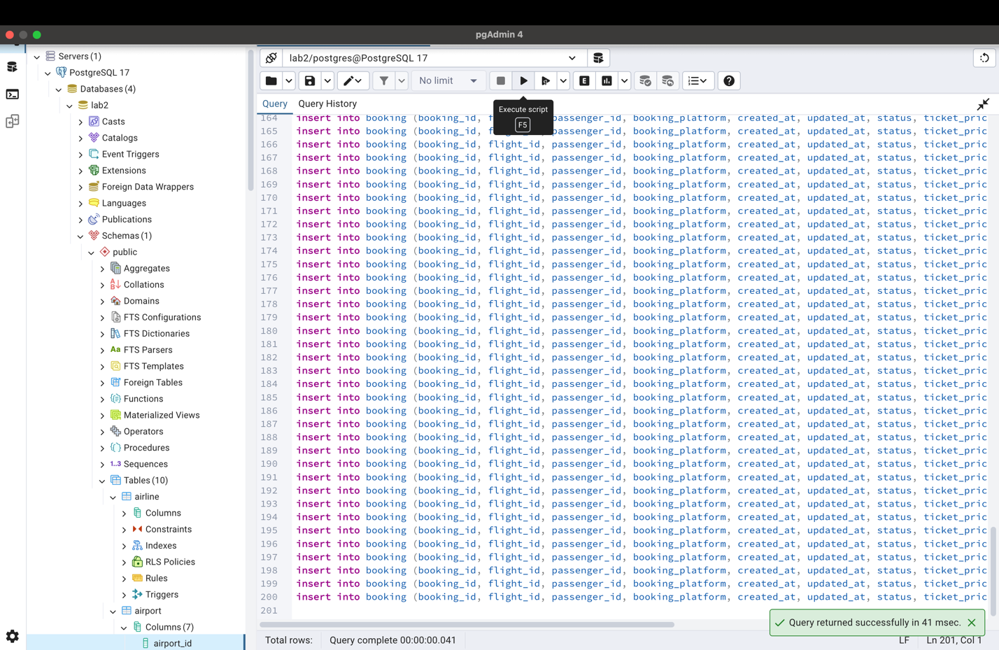 pgAdmin 4
Servers (1)
PostgreSQL 17
Databases (4)
lab2
Casts
Catalogs
Event Triggers
Extensions
Foreign Data Wrappers
Languages
Publications
Schemas (1)
public
Aggregates
Collations
Domains
FTS Configurations
FTS Dictionaries
Aa FTS Parsers
FTS Templates
Foreign Tables
Functions
Materialized Views
Operators
Procedures
1..3 Sequences
Tables (10)
airline
Columns
Constraints
Indexes
RLS Policies
Rules
Triggers
airport
Columns (7)
airport_id
lab2/postgres@PostgreSQL 17
No limit
E
Query Query History
Execute script
F5
164 insert into booking (booking_id, passenger_id, booking_platform, created_at, updated_at, status, ticket_pric
165 insert into booking (booking_id, passenger_id, booking_platform, created_at, updated_at, status, ticket_pric
166 insert into booking (booking_id, flight_id, passenger_id, booking_platform, created_at, updated_at, status, ticket_pric
167 insert into booking (booking_id, flight_id, passenger_id, booking_platform, created_at, updated_at, status, ticket_pric
168 insert into booking (booking_id, flight_id, passenger_id, booking_platform, created_at, updated_at, status, ticket_pric
169 insert into booking (booking_id, flight_id, passenger_id, booking_platform, created_at, updated_at, status, ticket_pric
170 insert into booking (booking_id, flight_id, passenger_id, booking_platform, created_at, updated_at, status, ticket_pric
171 insert into booking (booking_id, flight_id, passenger_id, booking_platform, created_at, updated_at, status, ticket_pric
172 insert into booking (booking_id, flight_id, passenger_id, booking_platform, created_at, updated_at, status, ticket_pric
173 insert into booking (booking_id, flight_id, passenger_id, booking_platform, created_at, updated_at, status, ticket_pric
174 insert into booking (booking_id, flight_id, passenger_id, booking_platform, created_at, updated_at, status, ticket_pric
175 insert into booking (booking_id, flight_id, passenger_id, booking_platform, created_at, updated_at, status, ticket_pric
176 insert into booking (booking_id, flight_id, passenger_id, booking_platform, created_at, updated_at, status, ticket_pric
177 insert into booking (booking_id, flight_id, passenger_id, booking_platform, created_at, updated_at, status, ticket_pric
178 insert into booking (booking_id, flight_id, passenger_id, booking_platform, created_at, updated_at, status, ticket_pric
179 insert into booking (booking_id, flight_id, passenger_id, booking_platform, created_at, updated_at, status, ticket_pric
180 insert into booking (booking_id, flight_id, passenger_id, booking_platform, created_at, updated_at, status, ticket_pric
181 insert into booking (booking_id, flight_id, passenger_id, booking_platform, created_at, updated_at, status, ticket_pric
182 insert into booking (booking_id, flight_id, passenger_id, booking_platform, created_at, updated_at, status, ticket_pric
183 insert into booking (booking_id, flight_id, passenger_id, booking_platform, created_at, updated_at, status, ticket_pric
184 insert into booking (booking_id, flight_id, passenger_id, booking_platform, created_at, updated_at, status, ticket_pric
185 insert into booking (booking_id, flight_id, passenger_id, booking_platform, created_at, updated_at, status, ticket_pric
186 insert into booking (booking_id, flight_id, passenger_id, booking_platform, created_at, updated_at, status, ticket_pric
187 insert into booking (booking_id, flight_id, passenger_id, booking_platform, created_at, updated_at, status, ticket_pric
188 insert into booking (booking_id, flight_id, passenger_id, booking_platform, created_at, updated_at, status, ticket_pric
189 insert into booking (booking_id, flight_id, passenger_id, booking_platform, created_at, updated_at, status, ticket_pric
190 insert into booking (booking_id, flight_id, passenger_id, booking_platform, created_at, updated_at, status, ticket_pric
191 insert into booking (booking_id, flight_id, passenger_id, booking_platform, created_at, updated_at, status, ticket_pric
192 insert into booking (booking_id, flight_id, passenger_id, booking_platform, created_at, updated_at, status, ticket_pric
193 insert into booking (booking_id, flight_id, passenger_id, booking_platform, created_at, updated_at, status, ticket_pric
194 insert into booking (booking_id, flight_id, passenger_id, booking_platform, created_at, updated_at, status, ticket_pric
195 insert into booking (booking_id, flight_id, passenger_id, booking_platform, created_at, updated_at, status, ticket_pric
196 insert into booking (booking_id, flight_id, passenger_id, booking_platform, created_at, updated_at, status, ticket_pric
197 insert into booking (booking_id, flight_id, passenger_id, booking_platform, created_at, updated_at, status, ticket_pric
198 insert into booking (booking_id, flight_id, passenger_id, booking_platform, created_at, updated_at, status, ticket_pric
199 insert into booking (booking_id, flight_id, passenger_id, booking_platform, created_at, updated_at, status, ticket_pric
200 insert into booking (booking_id, flight_id, passenger_id, booking_platform, created_at, updated_at, status, ticket_pric
201
Query returned successfully in 41 msec.
Total rows: Query complete 00:00:00.041 LF Ln 201, Col 1